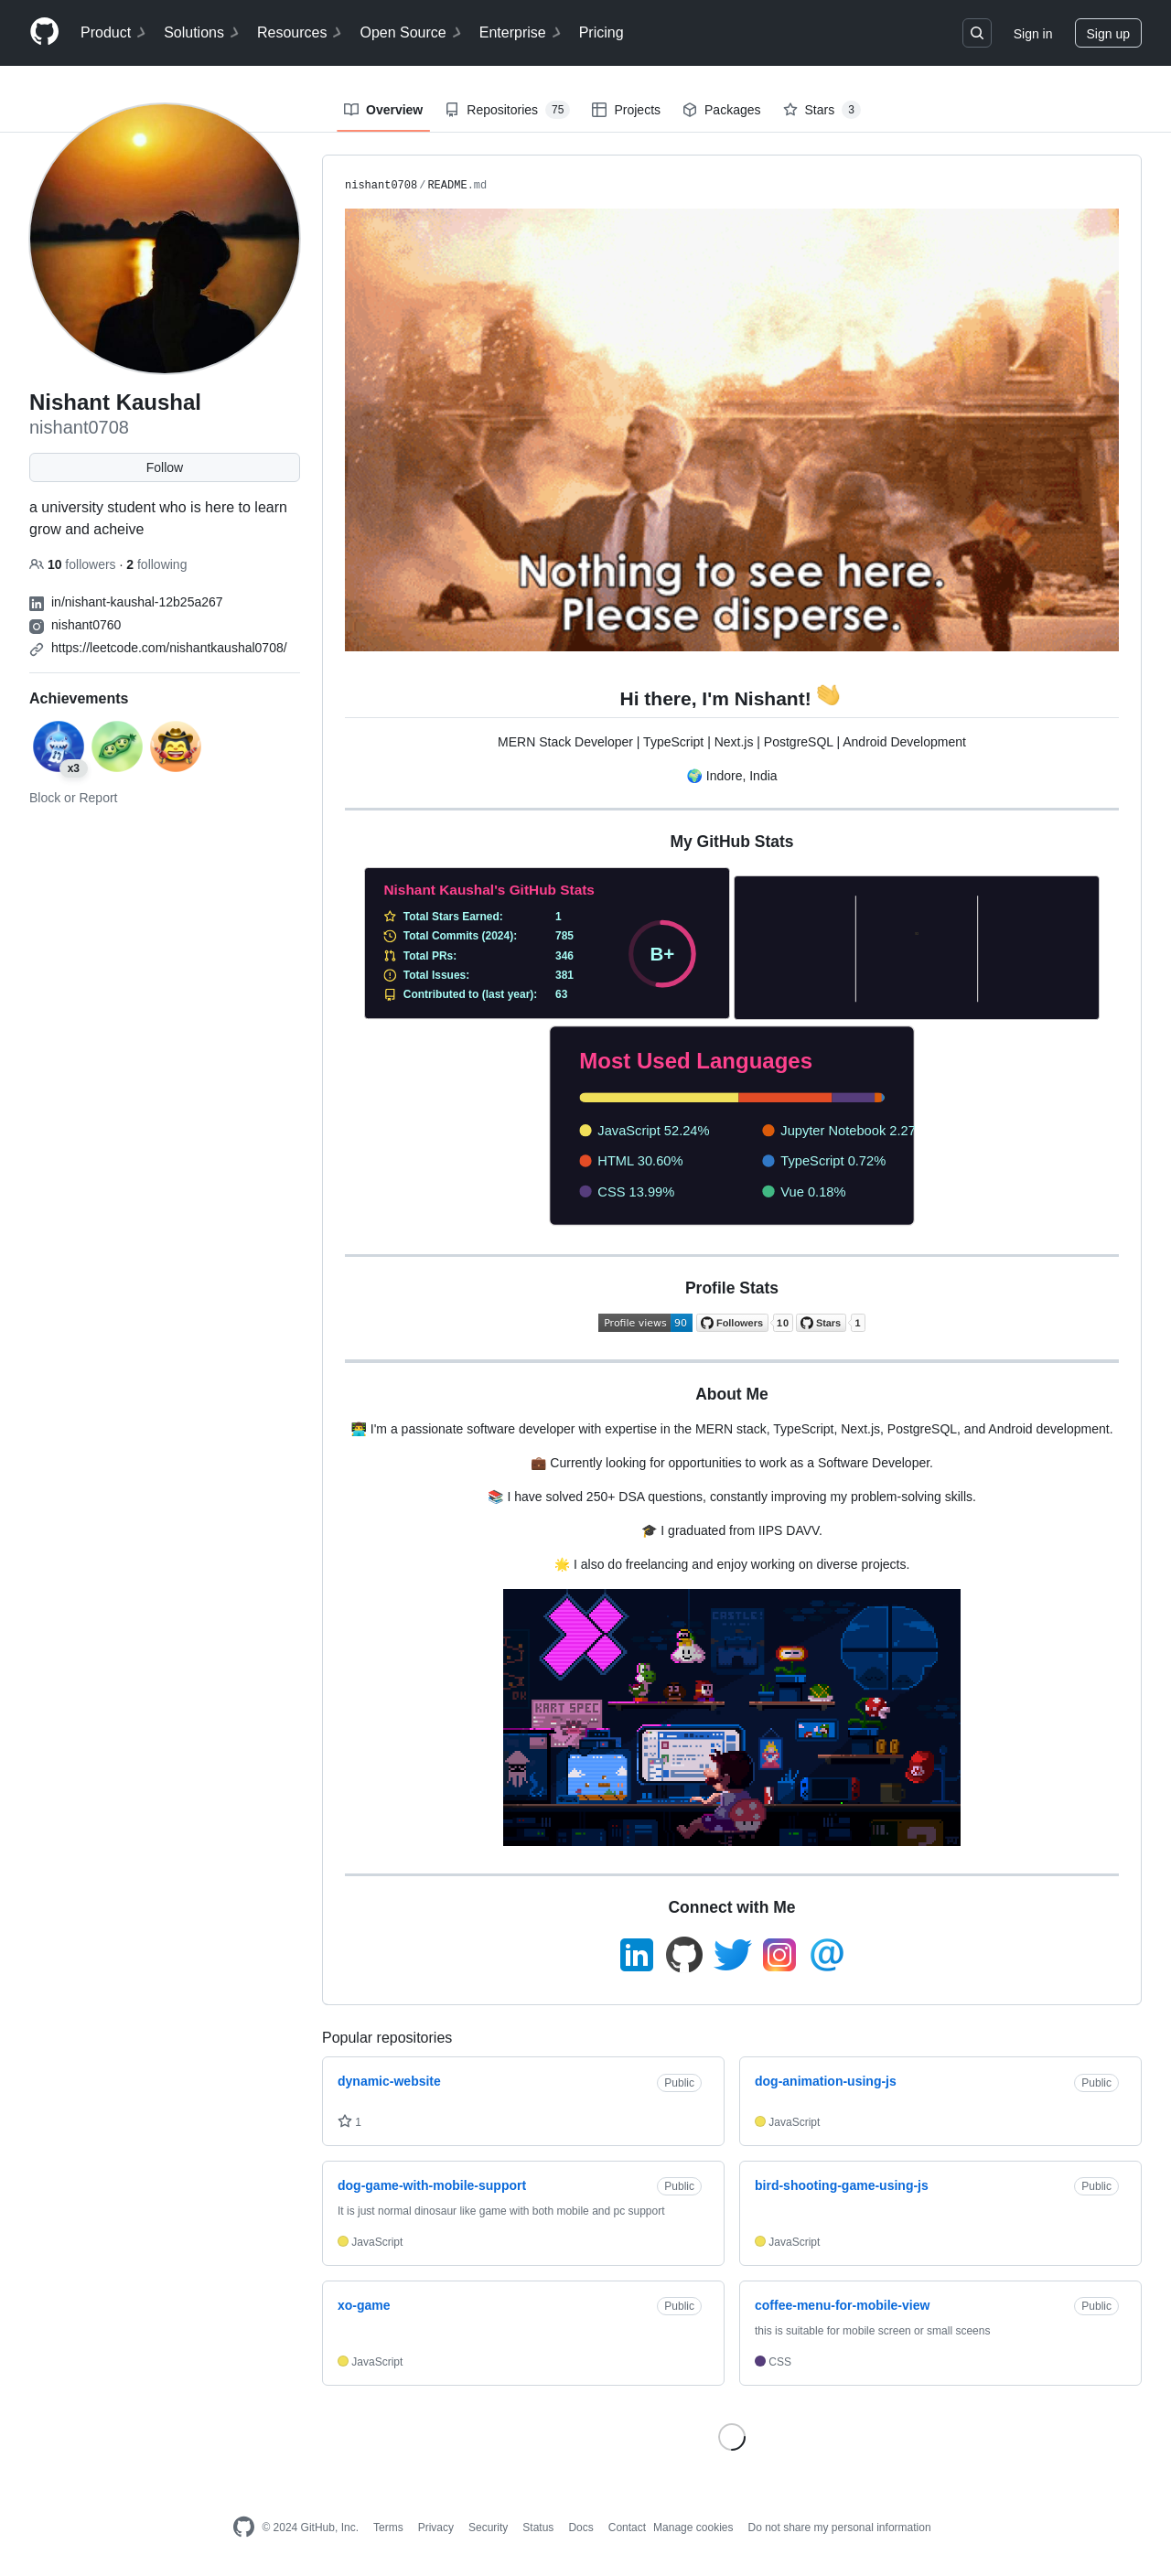 Product
Solutions
Resources
Open Source
Enterprise
Pricing
Sign in
Sign up
Overview
Repositories 75
Projects
Packages
Stars 3
Nishant Kaushal
nishant0708
Follow
a university student who is here to learn
grow and acheive
10 followers · 2 following
in/nishant-kaushal-12b25a267
nishant0760
https://leetcode.com/nishantkaushal0708/
Achievements
x3
Block or Report
nishant0708/README.md
Nothing to see here.
Please disperse.
Hi there, I'm Nishant! 👋
MERN Stack Developer | TypeScript | Next.js | PostgreSQL | Android Development
🌍 Indore, India
My GitHub Stats
Nishant Kaushal's GitHub Stats
Total Stars Earned: 1
Total Commits (2024): 785
Total PRs: 346
Total Issues: 381
Contributed to (last year): 63
B+
Most Used Languages
JavaScript 52.24%
Jupyter Notebook 2.27
HTML 30.60%
TypeScript 0.72%
CSS 13.99%
Vue 0.18%
Profile Stats
Profile views 90
Followers 10
Stars 1
About Me
👨‍💻 I'm a passionate software developer with expertise in the MERN stack, TypeScript, Next.js, PostgreSQL, and Android development.
💼 Currently looking for opportunities to work as a Software Developer.
📚 I have solved 250+ DSA questions, constantly improving my problem-solving skills.
🎓 I graduated from IIPS DAVV.
🌟 I also do freelancing and enjoy working on diverse projects.
CASTLE!
KART SPEC
Connect with Me
in
@
Popular repositories
dynamic-website
Public
1
dog-animation-using-js
Public
JavaScript
dog-game-with-mobile-support
Public
It is just normal dinosaur like game with both mobile and pc support
JavaScript
bird-shooting-game-using-js
Public
JavaScript
xo-game
Public
JavaScript
coffee-menu-for-mobile-view
Public
this is suitable for mobile screen or small sceens
CSS
© 2024 GitHub, Inc.
Terms
Privacy
Security
Status
Docs
Contact
Manage cookies
Do not share my personal information